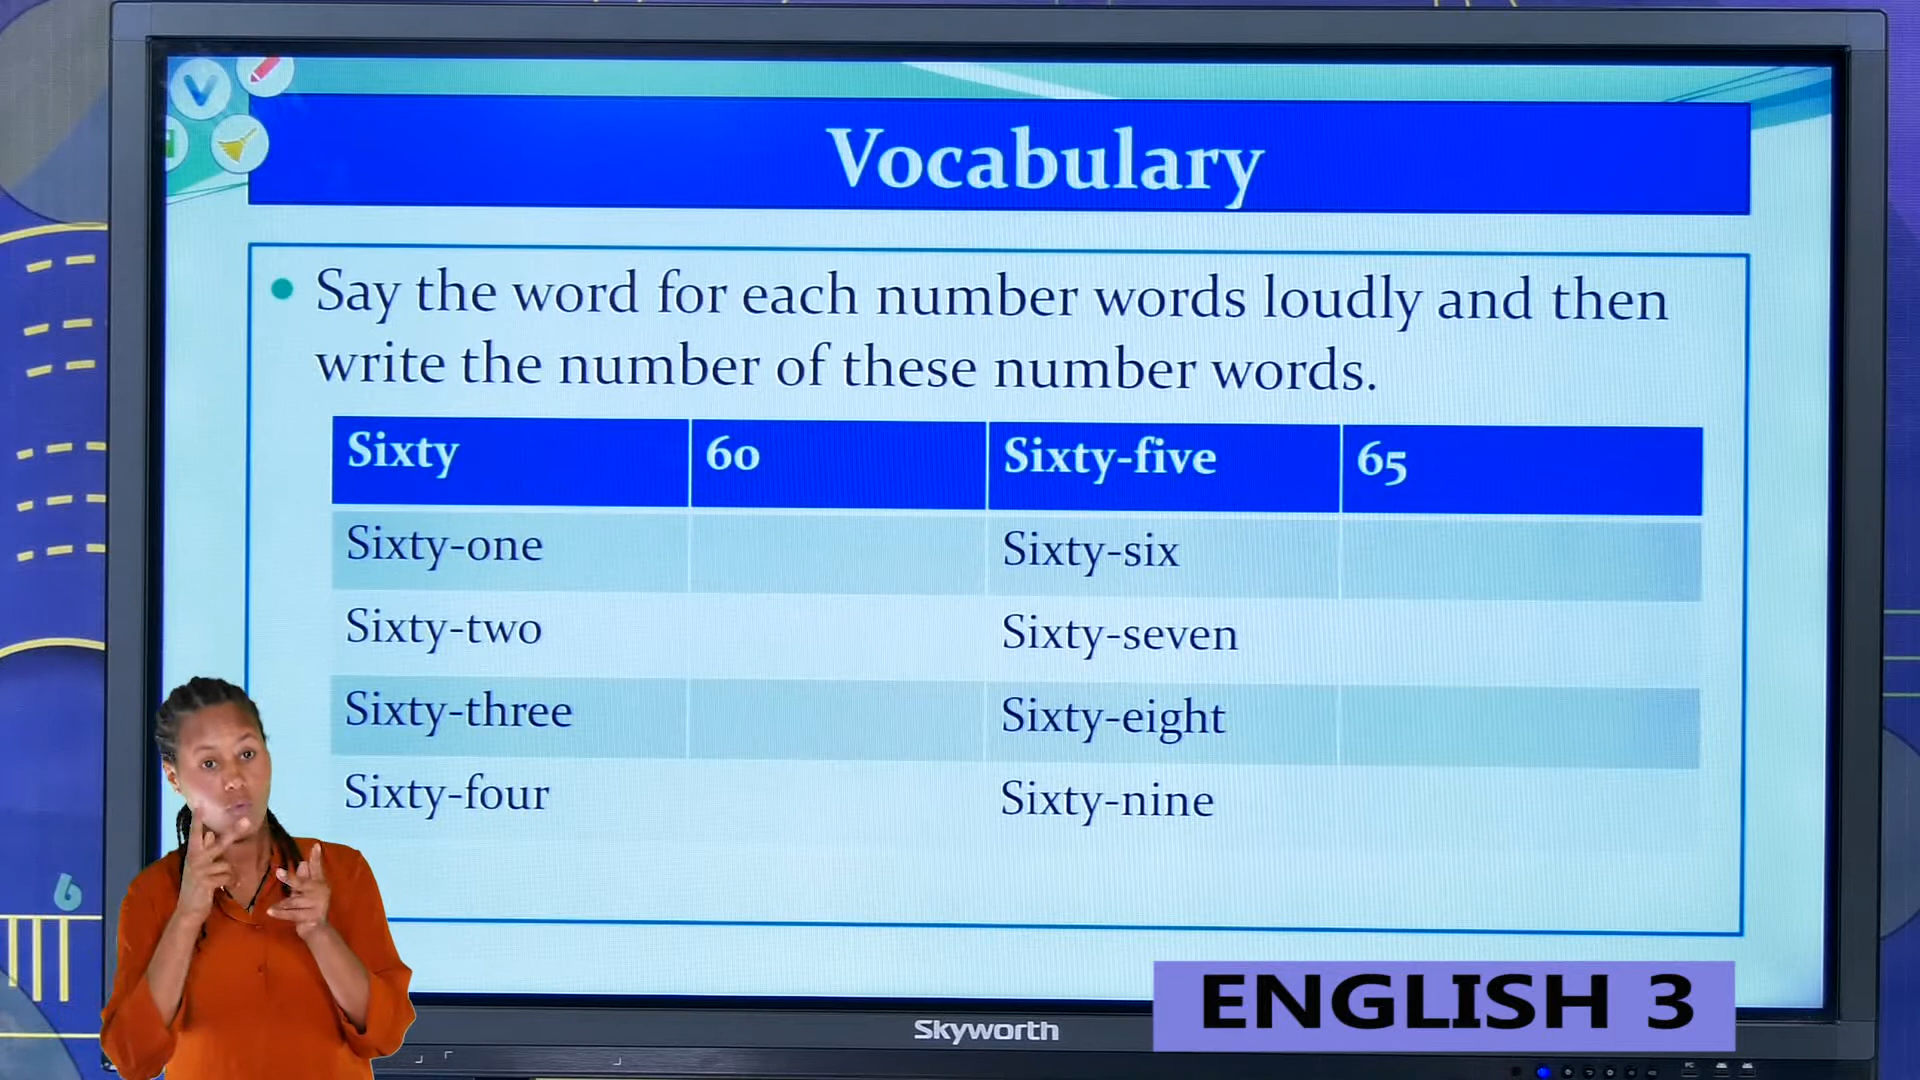 Vocabulary
• Say the word for each number words loudly and then
write the number of these number words.
Sixty 60 Sixty-five 65
Sixty-one Sixty-six
Sixty-two Sixty-seven
Sixty-three Sixty-eight
Sixty-four Sixty-nine
6
ENGLISH 3
Skyworth